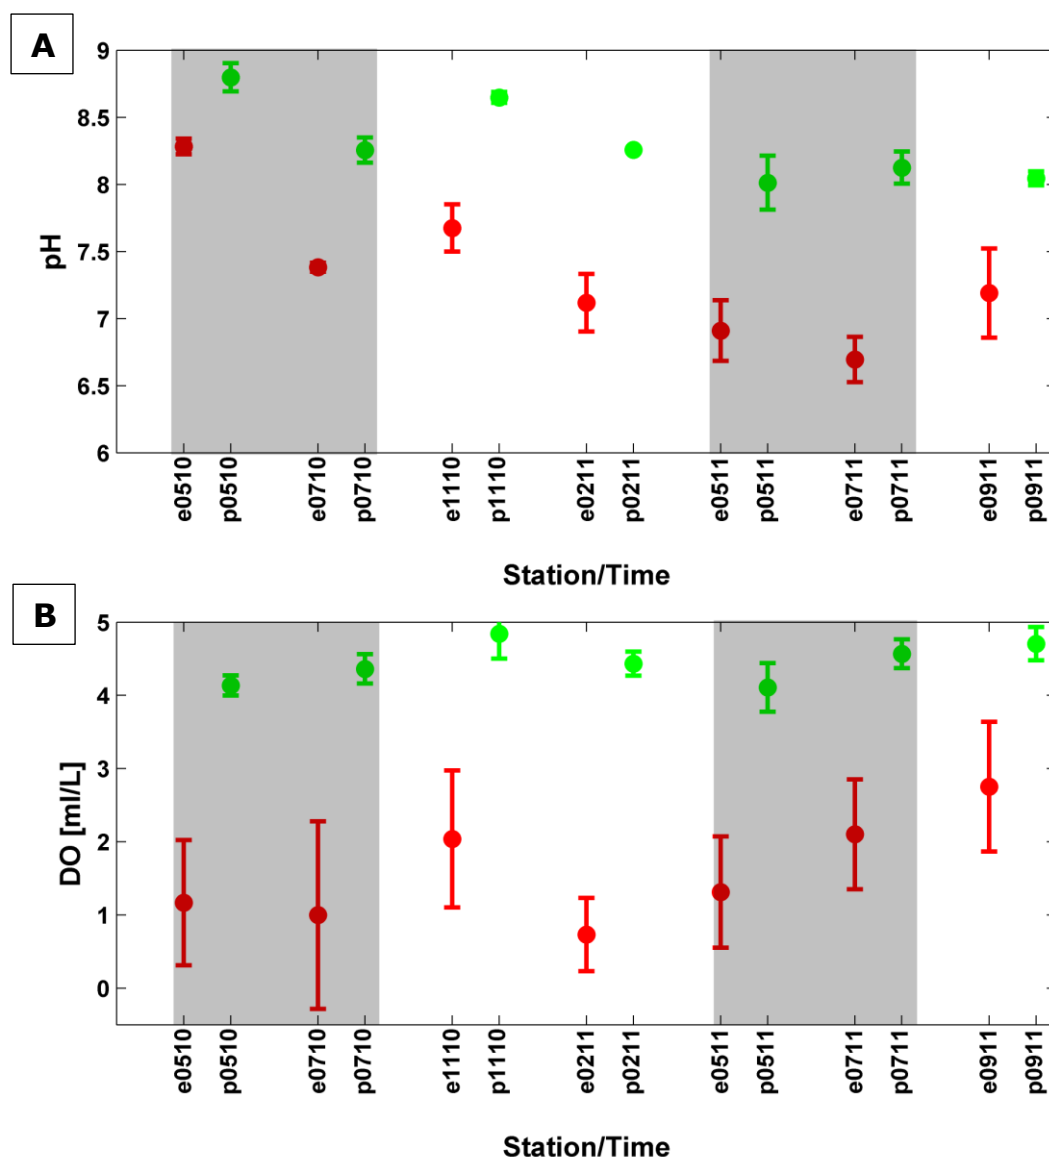 A
9
8.5
8
7.5
7
6.5
6
pH
e0510
p0510
e0710
p0710
e1110
p1110
e0211
p0211
e0511
p0511
e0711
p0711
e0911
p0911
Station/Time
B
5
4
3
2
1
0
DO [ml/L]
e0510
p0510
e0710
p0710
e1110
p1110
e0211
p0211
e0511
p0511
e0711
p0711
e0911
p0911
Station/Time